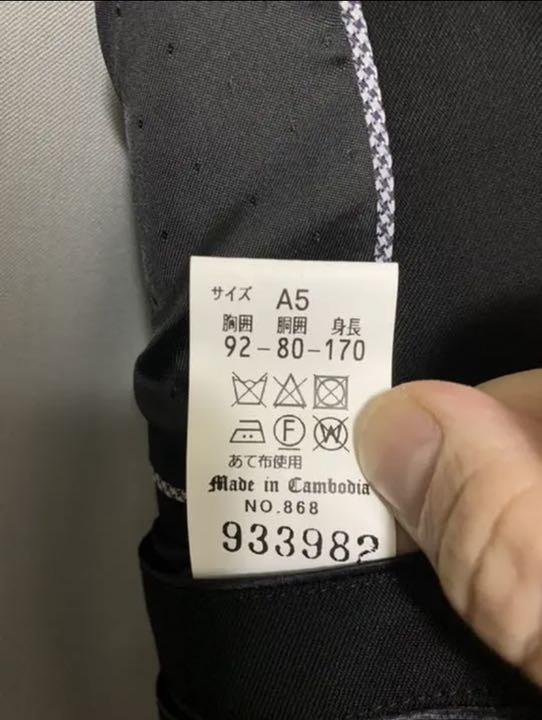 サイズ A5
胸囲 胴囲 身長
92-80-170
F W
あて布使用
Made in Cambodia
NO.868
933982